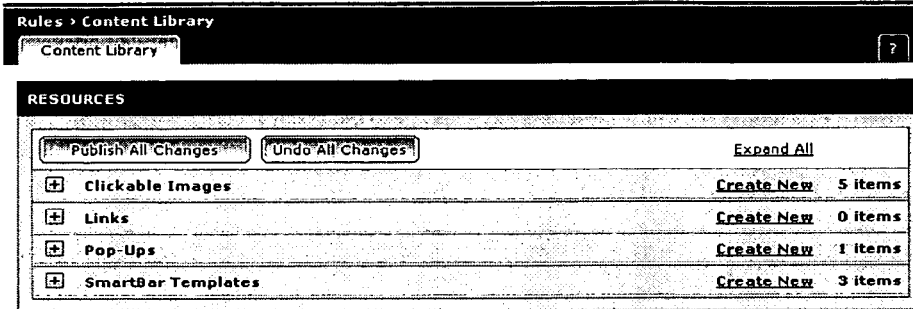 Rules › Content Library
Content Library ?
RESOURCES
Publish All Changes Undo All Changes Expand All
Clickable Images Create New 5 items
Links Create New 0 items
Pop-Ups Create New 1 items
SmartBar Templates Create New 3 items